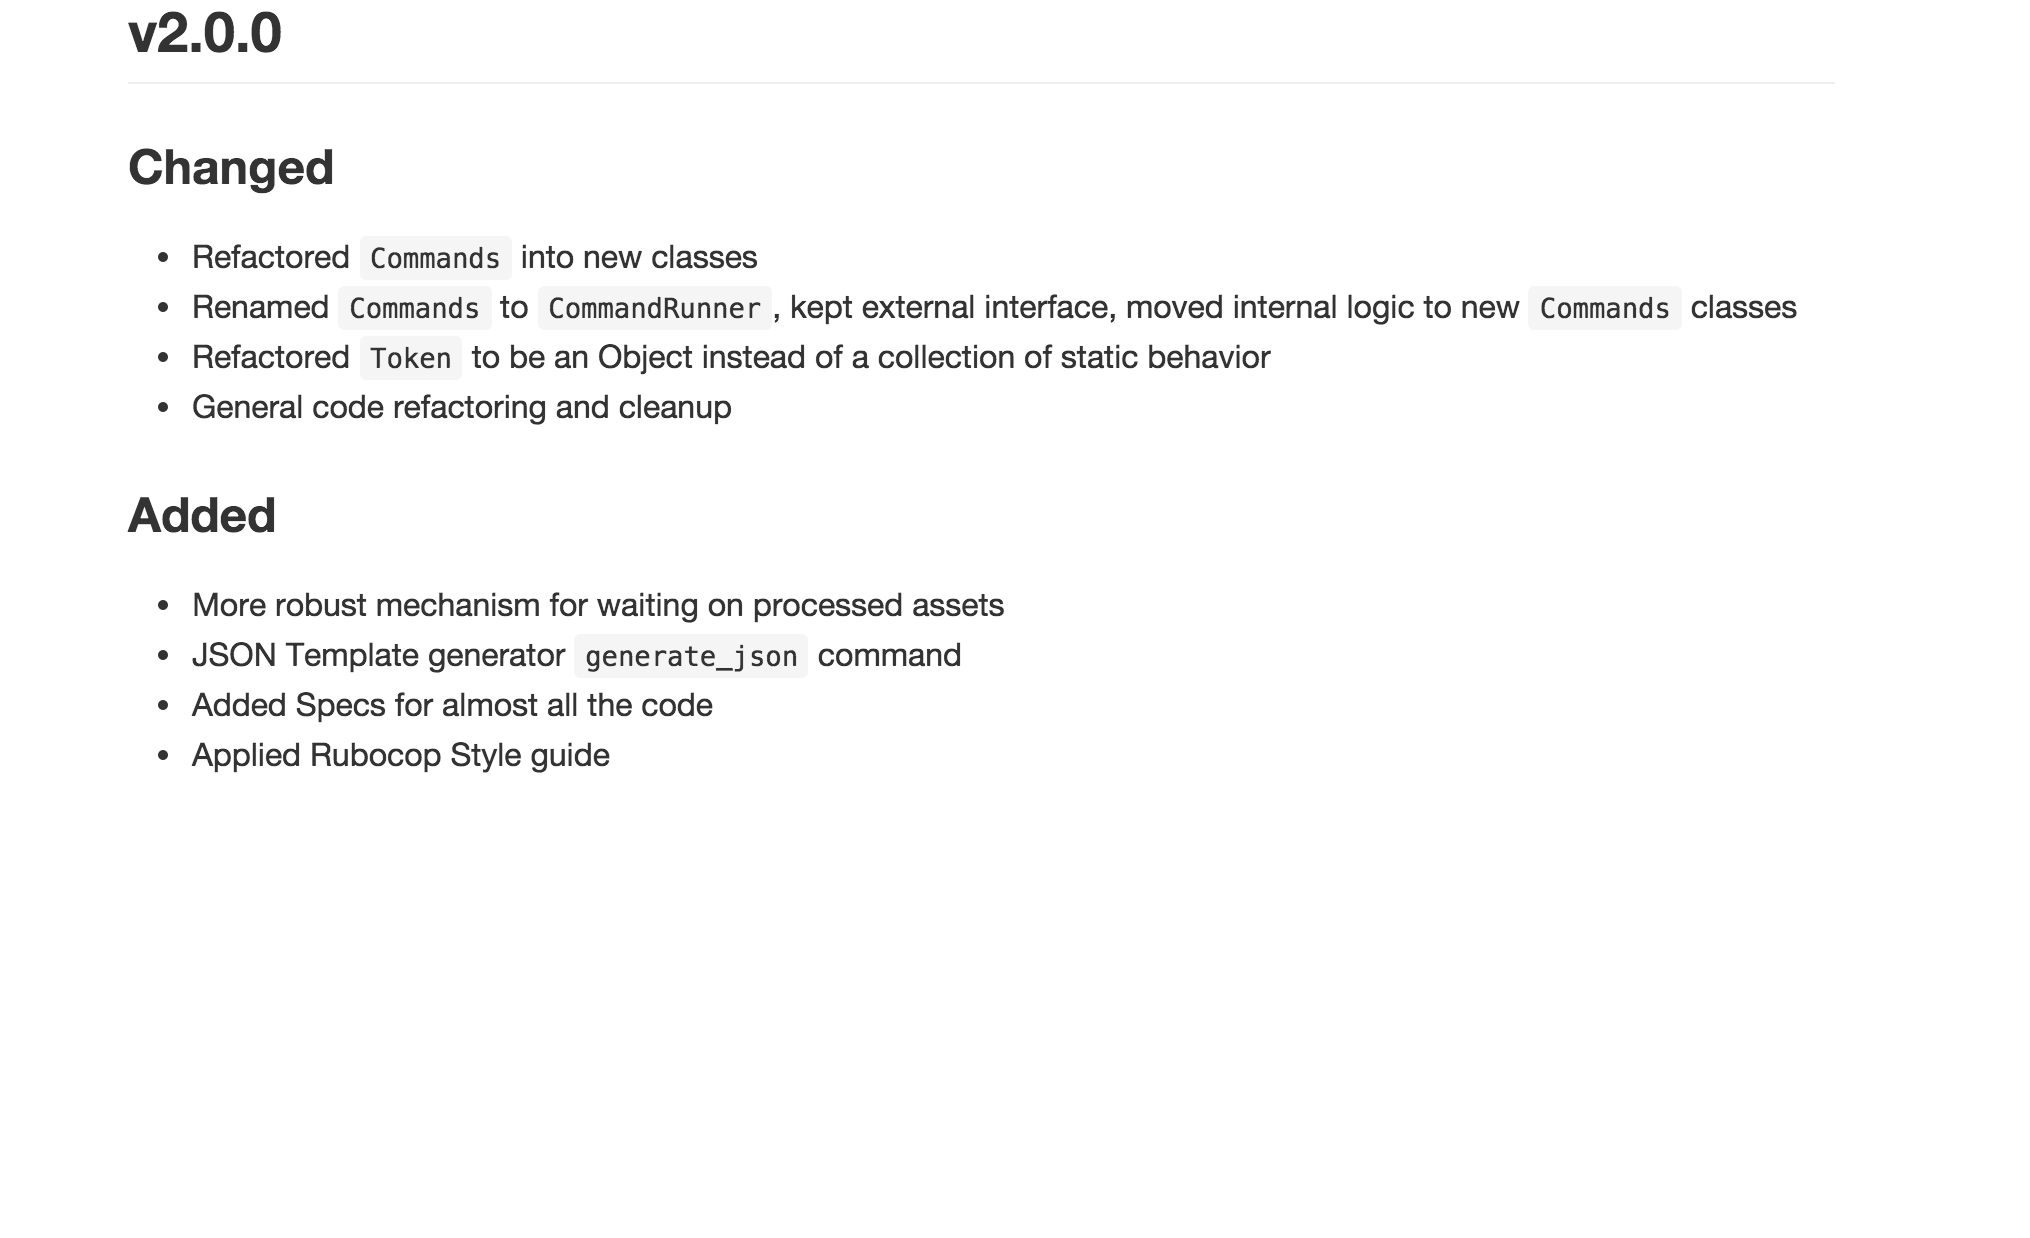 v2.0.0
Changed
• Refactored Commands into new classes
• Renamed Commands to CommandRunner, kept external interface, moved internal logic to new Commands classes
• Refactored Token to be an Object instead of a collection of static behavior
• General code refactoring and cleanup
Added
• More robust mechanism for waiting on processed assets
• JSON Template generator generate_json command
• Added Specs for almost all the code
• Applied Rubocop Style guide